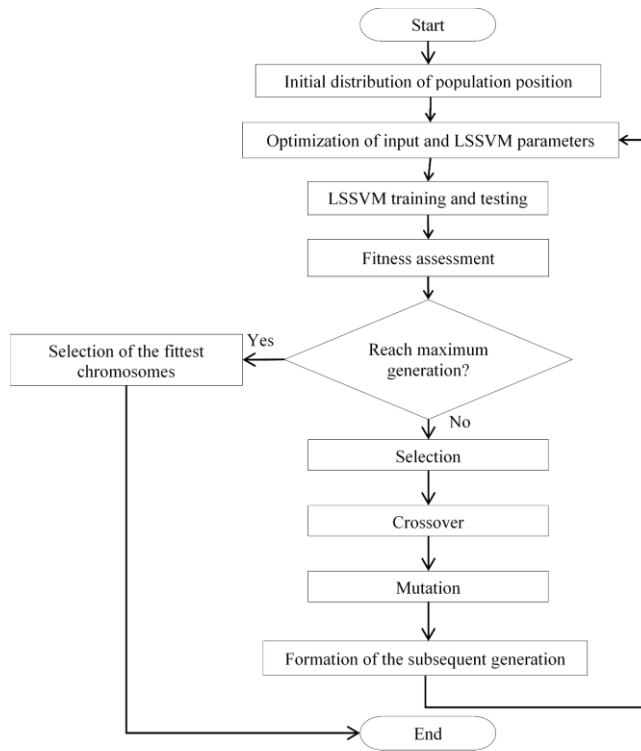 Start
Initial distribution of population position
Optimization of input and LSSVM parameters
LSSVM training and testing
Fitness assessment
Yes
Selection of the fittest
chromosomes
Reach maximum
generation?
No
Selection
Crossover
Mutation
Formation of the subsequent generation
End